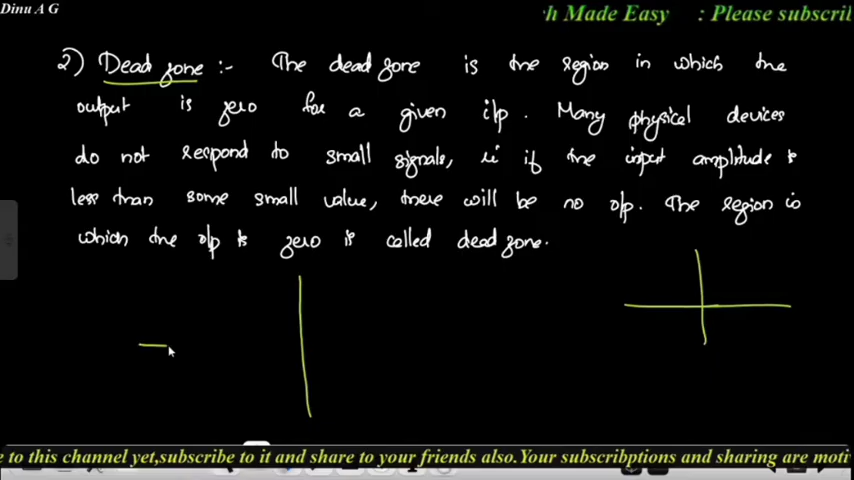 Dinu A G
h Made Easy : Please subscril
2) Dead zone :- The dead zone is the region in which the
output is zero for a given i/p. Many physical devices
do not respond to small signals, ie if the input amplitude is
less than some small value, there will be no o/p. The region in
which the o/p is zero is called dead zone.
e to this channel yet,subscribe to it and share to your friends also.Your subscribptions and sharing are moti